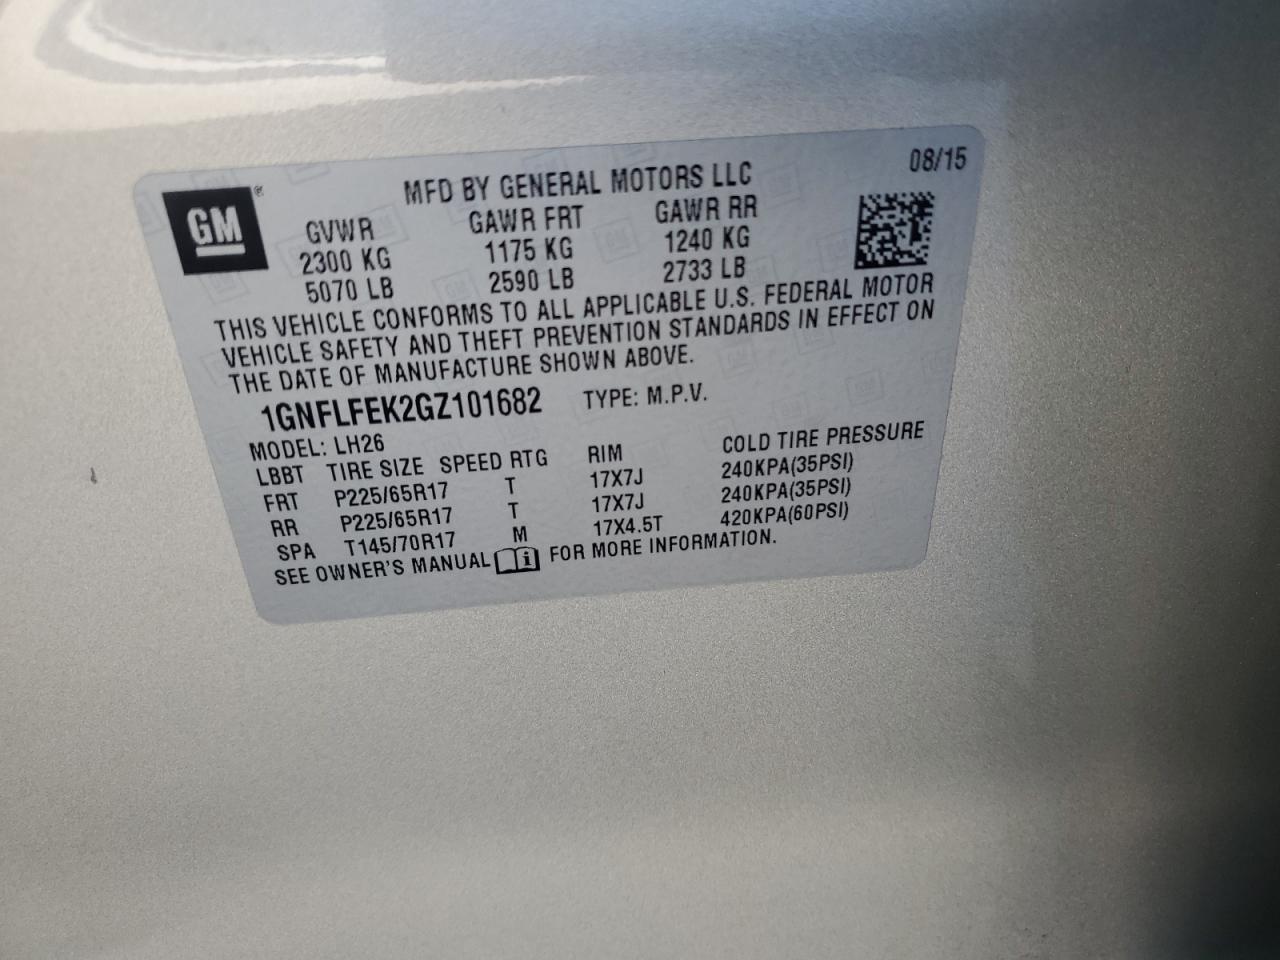 08/15
GM ® MFD BY GENERAL MOTORS LLC
GVWR GAWR FRT GAWR RR
2300 KG 1175 KG 1240 KG
5070 LB 2590 LB 2733 LB
THIS VEHICLE CONFORMS TO ALL APPLICABLE U.S. FEDERAL MOTOR
VEHICLE SAFETY AND THEFT PREVENTION STANDARDS IN EFFECT ON
THE DATE OF MANUFACTURE SHOWN ABOVE.
1GNFLFEK2GZ101682 TYPE: M.P.V.
MODEL: LH26
LBBT TIRE SIZE SPEED RTG RIM COLD TIRE PRESSURE
FRT P225/65R17 T 17X7J 240KPA(35PSI)
RR P225/65R17 T 17X7J 240KPA(35PSI)
SPA T145/70R17 M 17X4.5T 420KPA(60PSI)
SEE OWNER'S MANUAL i FOR MORE INFORMATION.